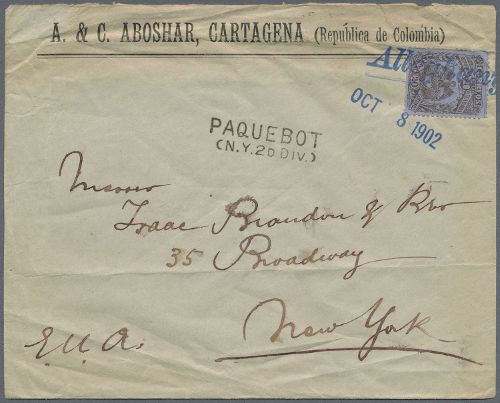 A. & C. ABOSHAR, CARTAGENA (República de Colombia)
OCT 8 1902
PAQUEBOT
(N.Y. 2D DIV.)
Messrs
Isaac Brandon & Bro
35 Broadway
New York
E.U.A.